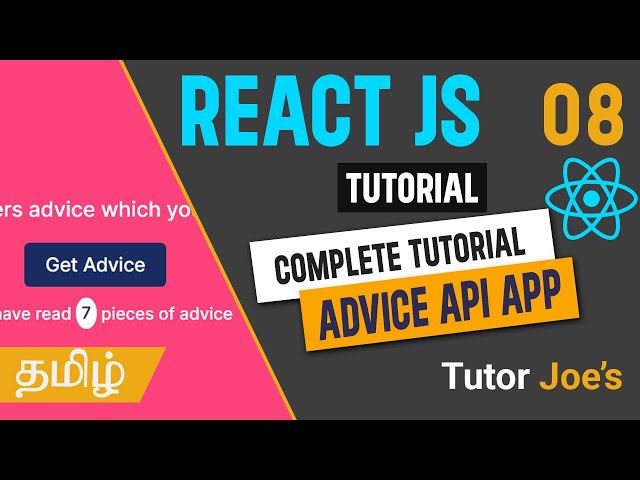 REACT JS 08
TUTORIAL
COMPLETE TUTORIAL
ADVICE API APP
ers advice which yo
Get Advice
have read 7 pieces of advice
தமிழ்
Tutor Joe's